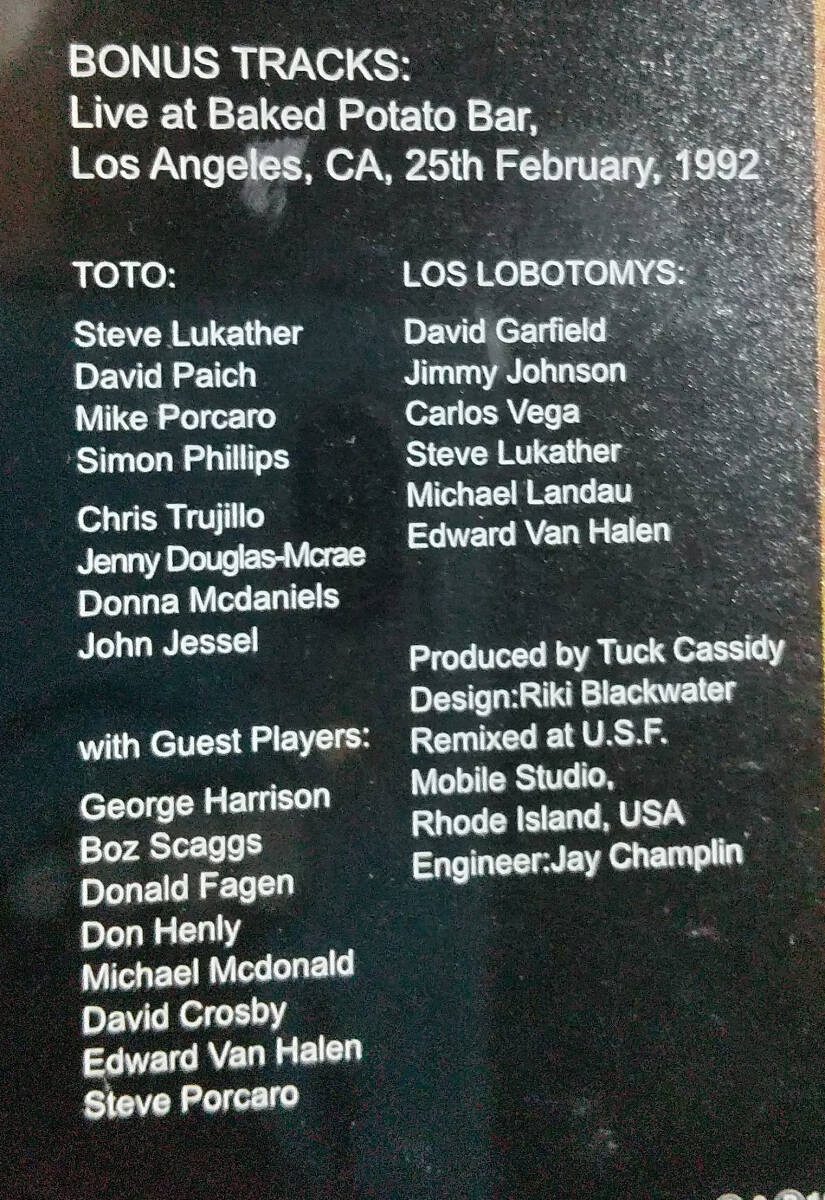 BONUS TRACKS:
Live at Baked Potato Bar,
Los Angeles, CA, 25th February, 1992
TOTO:
Steve Lukather
David Paich
Mike Porcaro
Simon Phillips
Chris Trujillo
Jenny Douglas-Mcrae
Donna Mcdaniels
John Jessel
with Guest Players:
George Harrison
Boz Scaggs
Donald Fagen
Don Henly
Michael Mcdonald
David Crosby
Edward Van Halen
Steve Porcaro
LOS LOBOTOMYS:
David Garfield
Jimmy Johnson
Carlos Vega
Steve Lukather
Michael Landau
Edward Van Halen
Produced by Tuck Cassidy
Design:Riki Blackwater
Remixed at U.S.F.
Mobile Studio,
Rhode Island, USA
Engineer:Jay Champlin